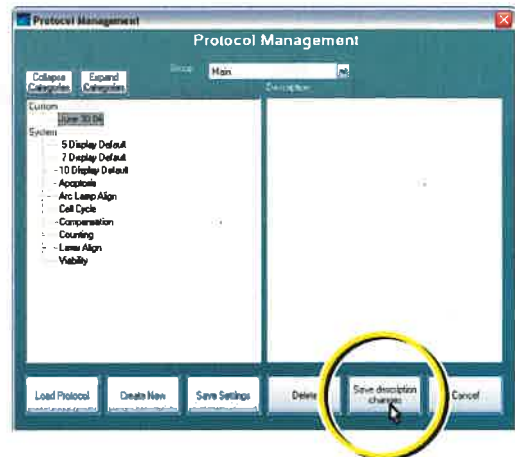 Protocol Management
Protocol Management
Group Main
Collapse Categories
Expand Categories
Description
Custom
June 30 04
System
5 Display Default
7 Display Default
10 Display Default
Apoptosis
Arc Lamp Align
Cell Cycle
Compensation
Counting
Laser Align
Viability
Load Protocol
Create New
Save Settings
Delete
Save description
changes
Cancel